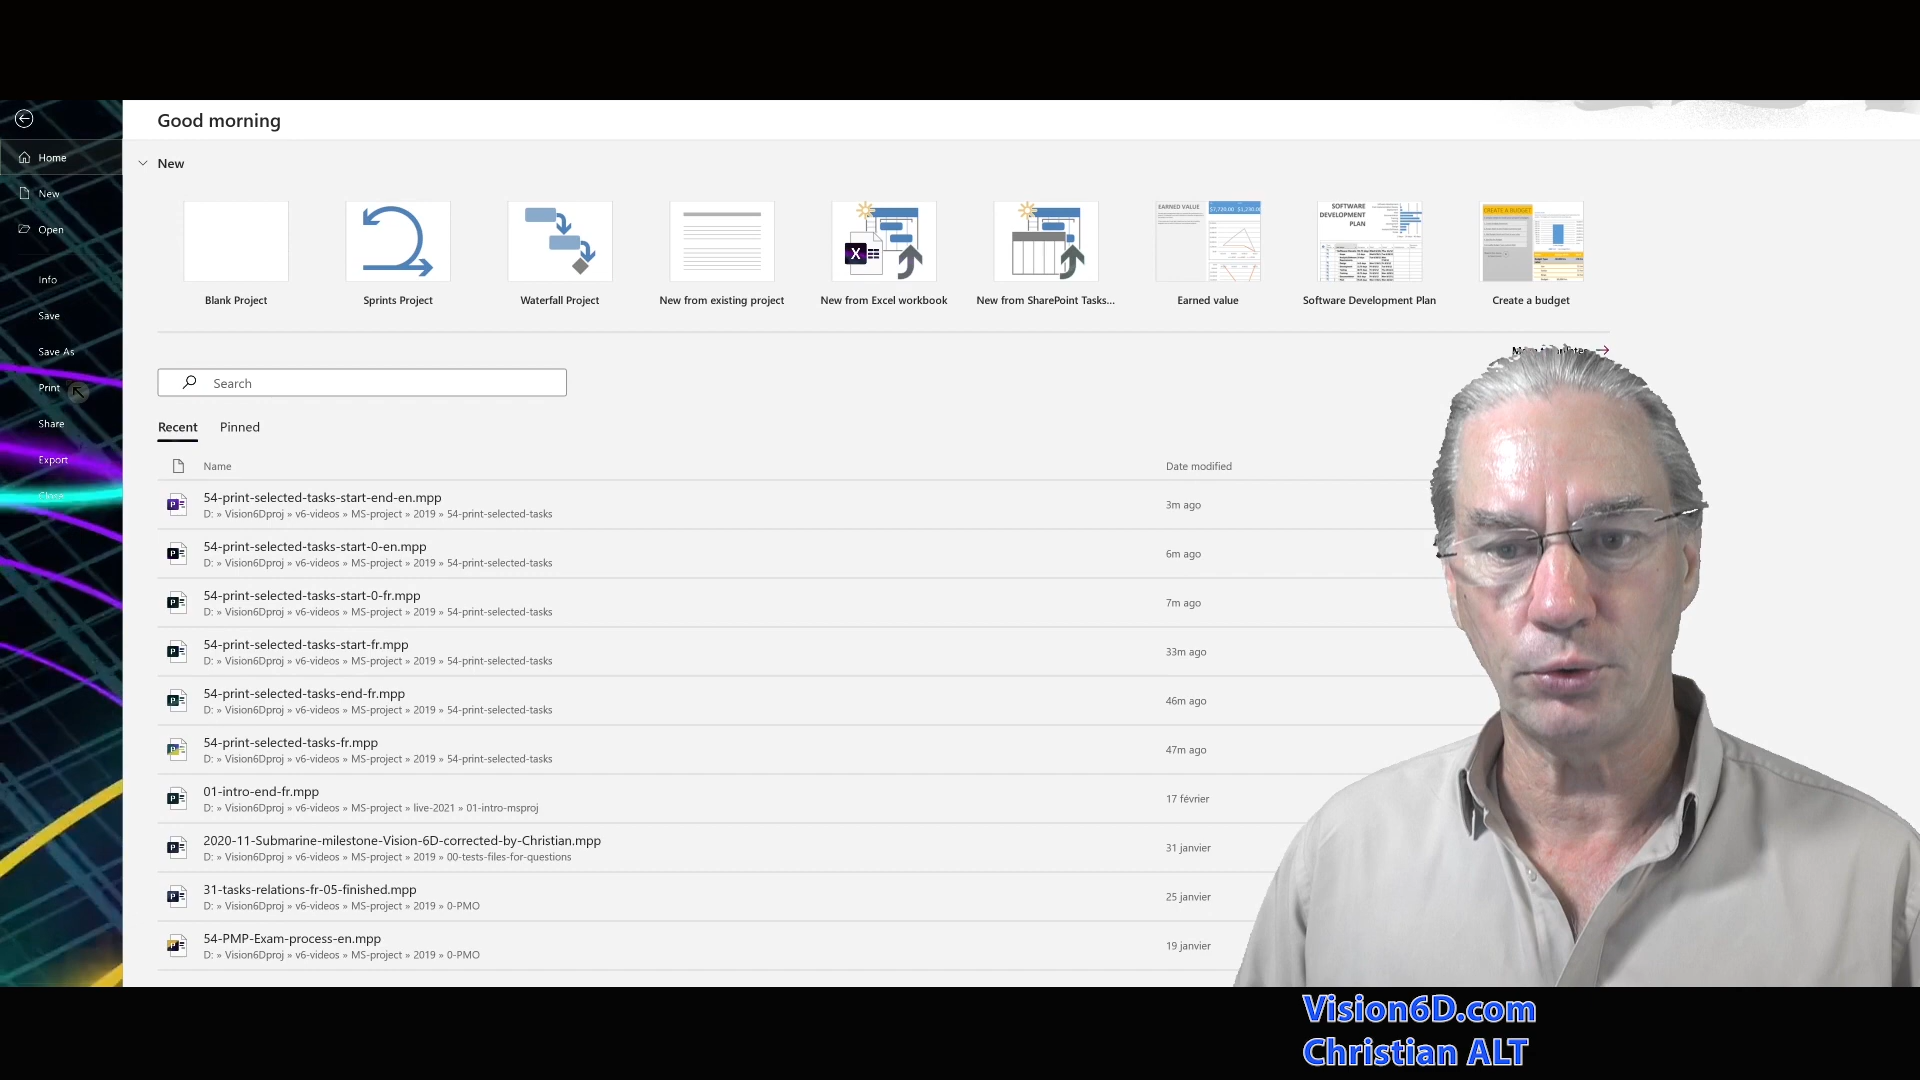 Good morning
Home
New
Open
Info
Save
Save As
Print
Share
Export
Close
New
Blank Project
Sprints Project
Waterfall Project
New from existing project
New from Excel workbook
New from SharePoint Tasks...
EARNED VALUE
Earned value
SOFTWARE
DEVELOPMENT
PLAN
Software Development Plan
CREATE A BUDGET
Create a budget
Search
Recent Pinned
Name Date modified
54-print-selected-tasks-start-end-en.mpp 3m ago
D: » Vision6Dproj » v6-videos » MS-project » 2019 » 54-print-selected-tasks
54-print-selected-tasks-start-0-en.mpp 6m ago
D: » Vision6Dproj » v6-videos » MS-project » 2019 » 54-print-selected-tasks
54-print-selected-tasks-start-0-fr.mpp 7m ago
D: » Vision6Dproj » v6-videos » MS-project » 2019 » 54-print-selected-tasks
54-print-selected-tasks-start-fr.mpp 33m ago
D: » Vision6Dproj » v6-videos » MS-project » 2019 » 54-print-selected-tasks
54-print-selected-tasks-end-fr.mpp 46m ago
D: » Vision6Dproj » v6-videos » MS-project » 2019 » 54-print-selected-tasks
54-print-selected-tasks-fr.mpp 47m ago
D: » Vision6Dproj » v6-videos » MS-project » 2019 » 54-print-selected-tasks
01-intro-end-fr.mpp 17 février
D: » Vision6Dproj » v6-videos » MS-project » live-2021 » 01-intro-msproj
2020-11-Submarine-milestone-Vision-6D-corrected-by-Christian.mpp 31 janvier
D: » Vision6Dproj » v6-videos » MS-project » 2019 » 00-tests-files-for-questions
31-tasks-relations-fr-05-finished.mpp 25 janvier
D: » Vision6Dproj » v6-videos » MS-project » 2019 » 0-PMO
54-PMP-Exam-process-en.mpp 19 janvier
D: » Vision6Dproj » v6-videos » MS-project » 2019 » 0-PMO
Vision6D.com
Christian ALT